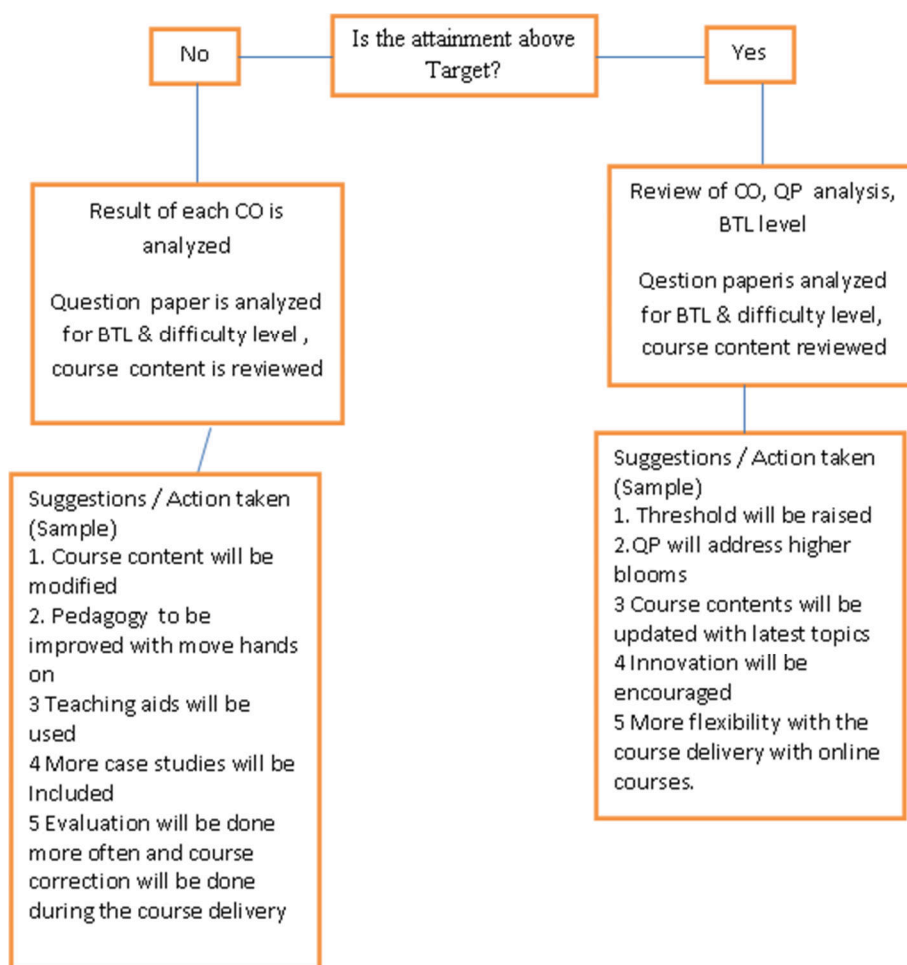 Is the attainment above
Target?
No
Yes
Result of each CO is
analyzed
Question paper is analyzed
for BTL & difficulty level ,
course content is reviewed
Suggestions / Action taken
(Sample)
1. Course content will be
modified
2. Pedagogy to be
improved with move hands
on
3 Teaching aids will be
used
4 More case studies will be
Included
5 Evaluation will be done
more often and course
correction will be done
during the course delivery
Review of CO, QP analysis,
BTL level
Qestion paperis analyzed
for BTL & difficulty level,
course content reviewed
Suggestions / Action taken
(Sample)
1. Threshold will be raised
2.QP will address higher
blooms
3 Course contents will be
updated with latest topics
4 Innovation will be
encouraged
5 More flexibility with the
course delivery with online
courses.